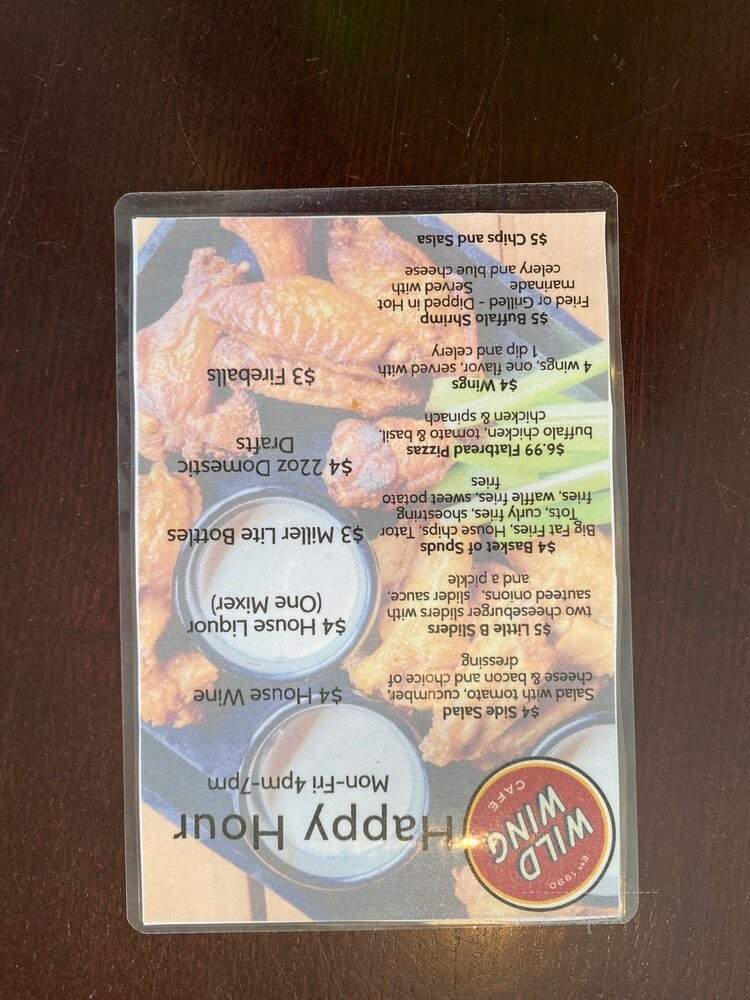 EST 1990
WILD
WING
CAFE
Happy Hour
Mon-Fri 4pm-7pm
$4 Side Salad
Salad with tomato, cucumber,
cheese & bacon and choice of
dressing
$5 Little B Sliders
two cheeseburger sliders with
sauteed onions, slider sauce,
and a pickle
$4 Basket of Spuds
Big Fat Fries, House chips, Tator
Tots, curly fries, shoestring
fries, waffle fries, sweet potato
fries
$6.99 Flatbread Pizzas
buffalo chicken, tomato & basil,
chicken & spinach
$4 Wings
4 wings, one flavor, served with
1 dip and celery
$5 Buffalo Shrimp
Fried or Grilled - Dipped in Hot
marinade Served with
celery and blue cheese
$5 Chips and Salsa
$4 House Wine
$4 House Liquor
(One Mixer)
$3 Miller Lite Bottles
$4 22oz Domestic
Drafts
$3 Fireballs